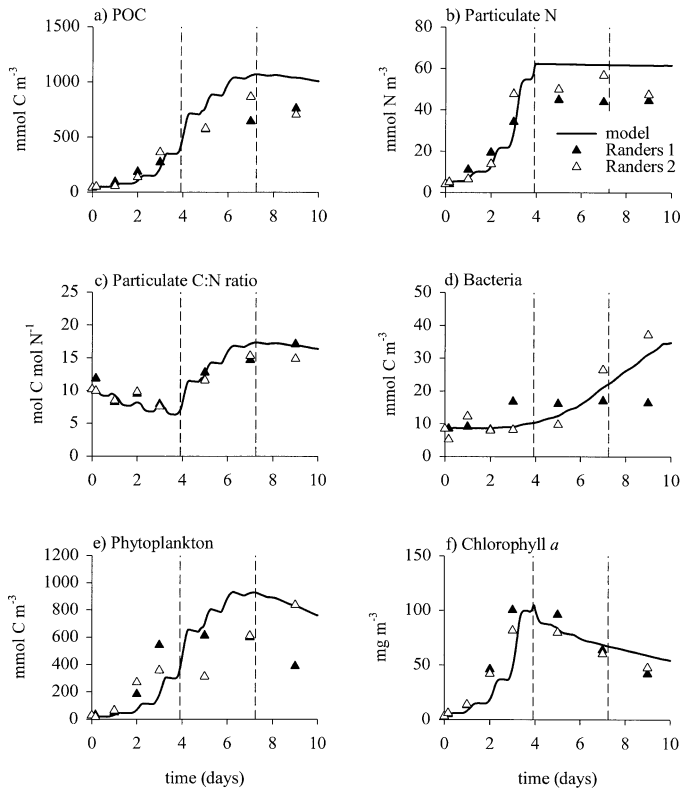 a) POC
1500
1000
500
0
mmol C m⁻³
0 2 4 6 8 10
b) Particulate N
80
60
40
20
0
mmol N m⁻³
model
Randers 1
Randers 2
0 2 4 6 8 10
c) Particulate C:N ratio
25
20
15
10
5
0
mol C mol N⁻¹
0 2 4 6 8 10
d) Bacteria
50
40
30
20
10
0
mmol C m⁻³
0 2 4 6 8 10
e) Phytoplankton
1200
1000
800
600
400
200
0
mmol C m⁻³
0 2 4 6 8 10
time (days)
f) Chlorophyll a
150
100
50
0
mg m⁻³
0 2 4 6 8 10
time (days)